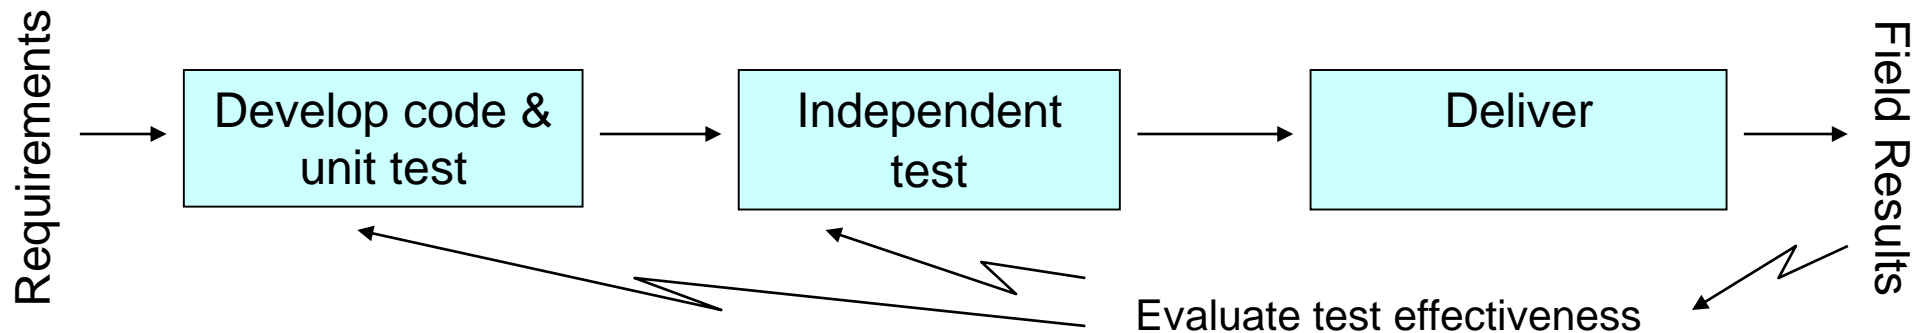 Requirements
Develop code &
unit test
Independent
test
Deliver
Field Results
Evaluate test effectiveness